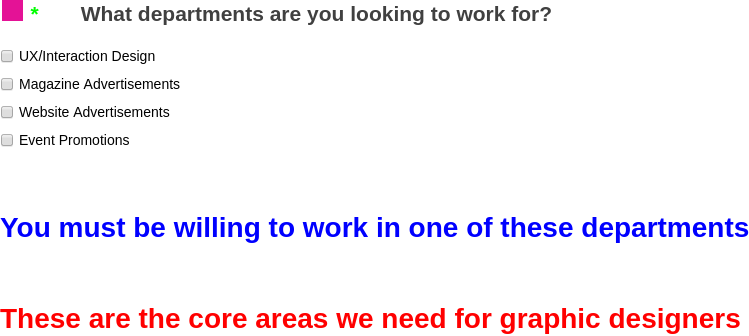 * What departments are you looking to work for?
UX/Interaction Design
Magazine Advertisements
Website Advertisements
Event Promotions
You must be willing to work in one of these departments
These are the core areas we need for graphic designers